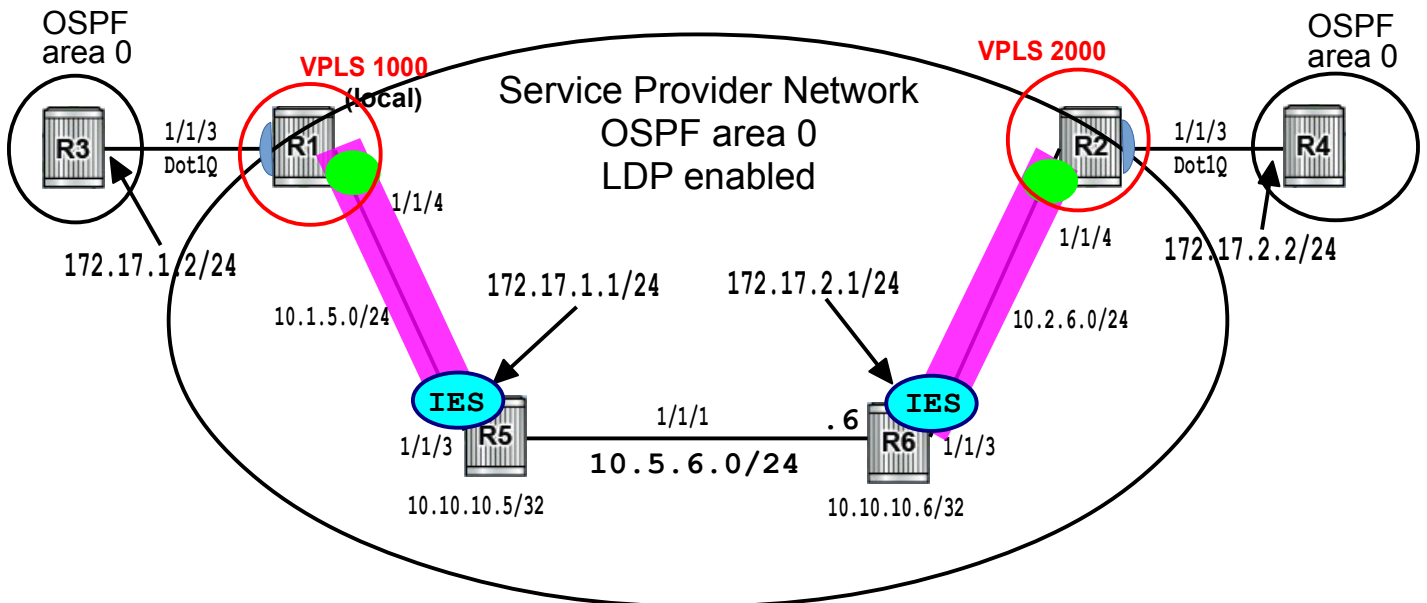 OSPF
area 0
VPLS 1000
(local)
Service Provider Network
OSPF area 0
LDP enabled
VPLS 2000
OSPF
area 0
R3
1/1/3
Dot1Q
R1
1/1/4
R2
1/1/3
Dot1Q
R4
1/1/4
172.17.1.2/24
172.17.1.1/24
172.17.2.1/24
172.17.2.2/24
10.1.5.0/24
10.2.6.0/24
IES
IES
1/1/3
R5
1/1/1
.6
R6
1/1/3
10.5.6.0/24
10.10.10.5/32
10.10.10.6/32